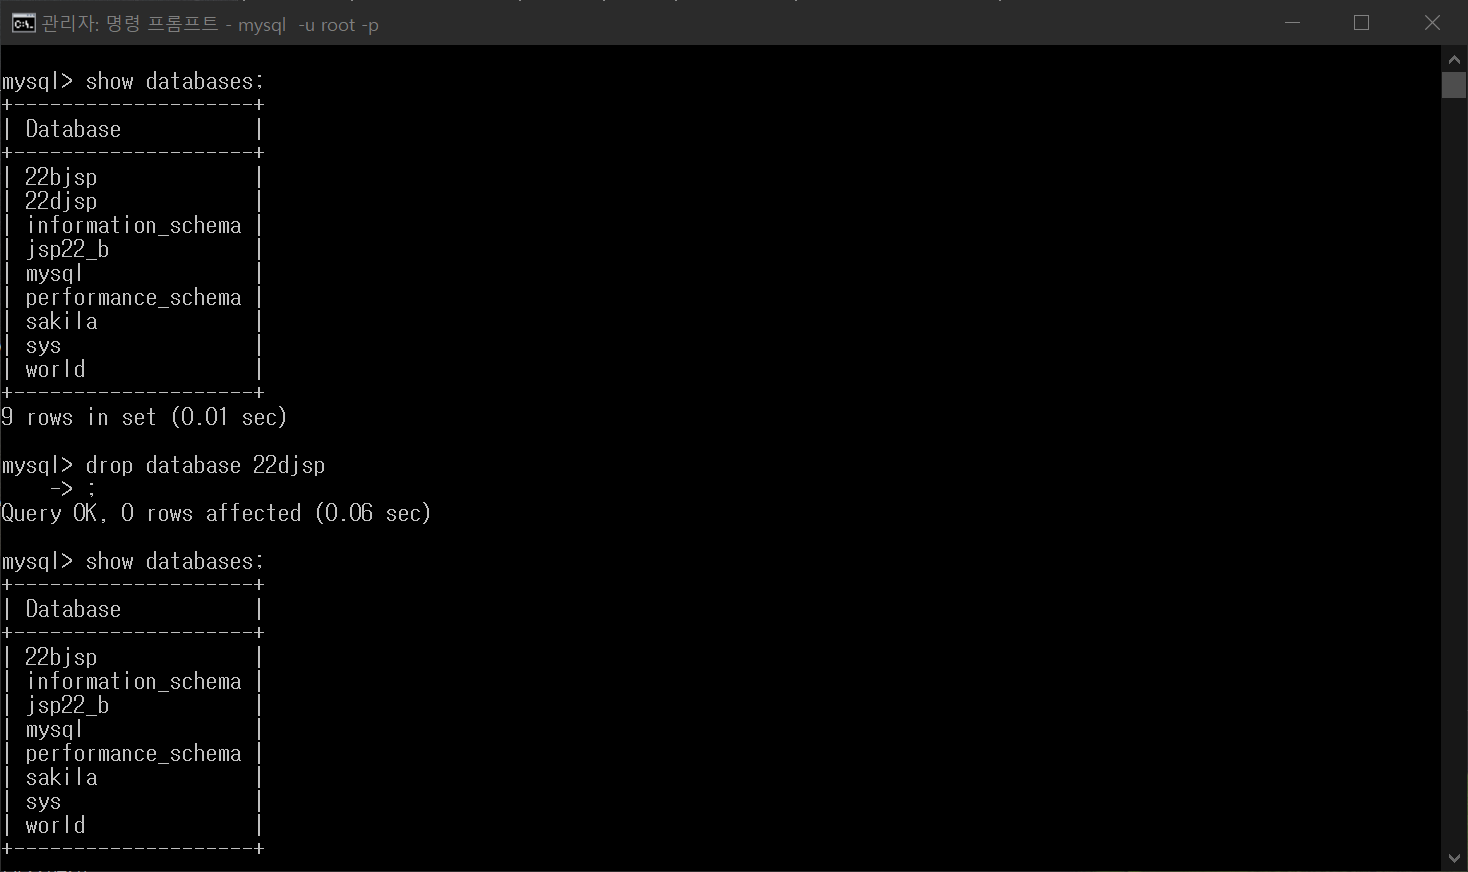 관리자: 명령 프롬프트 - mysql  -u root -p
mysql> show databases;
+--------------------+
| Database           |
+--------------------+
| 22bjsp             |
| 22djsp             |
| information_schema |
| jsp22_b            |
| mysql              |
| performance_schema |
| sakila             |
| sys                |
| world              |
+--------------------+
9 rows in set (0.01 sec)
mysql> drop database 22djsp
    -> ;
Query OK, 0 rows affected (0.06 sec)
mysql> show databases;
+--------------------+
| Database           |
+--------------------+
| 22bjsp             |
| information_schema |
| jsp22_b            |
| mysql              |
| performance_schema |
| sakila             |
| sys                |
| world              |
+--------------------+